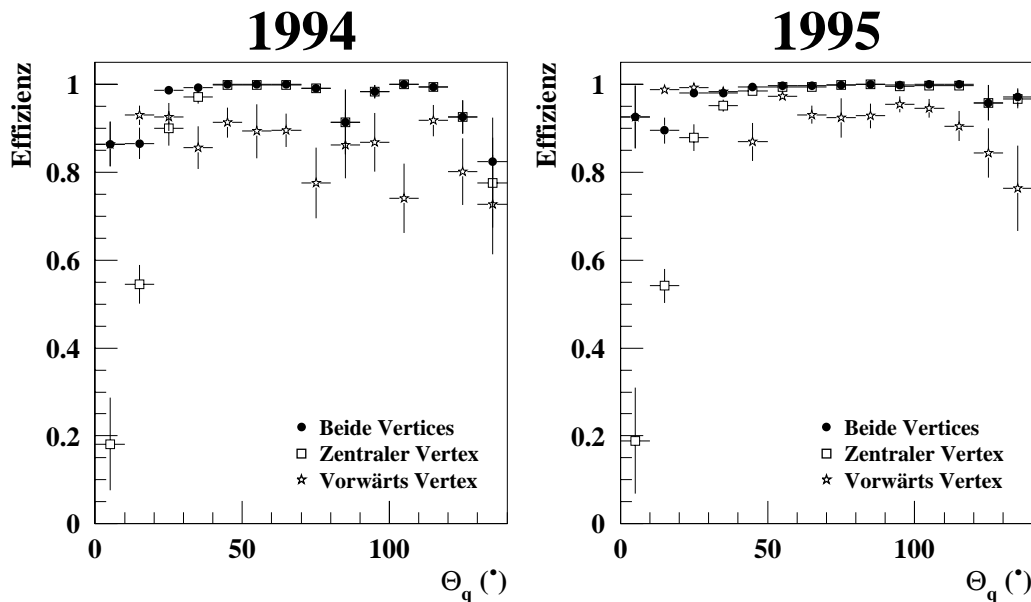 1994
Effizienz
1
0.8
0.6
0.4
0.2
0
● Beide Vertices
□ Zentraler Vertex
☆ Vorwärts Vertex
0 50 100
Θq (•)
1995
Effizienz
1
0.8
0.6
0.4
0.2
0
● Beide Vertices
□ Zentraler Vertex
☆ Vorwärts Vertex
0 50 100
Θq (•)